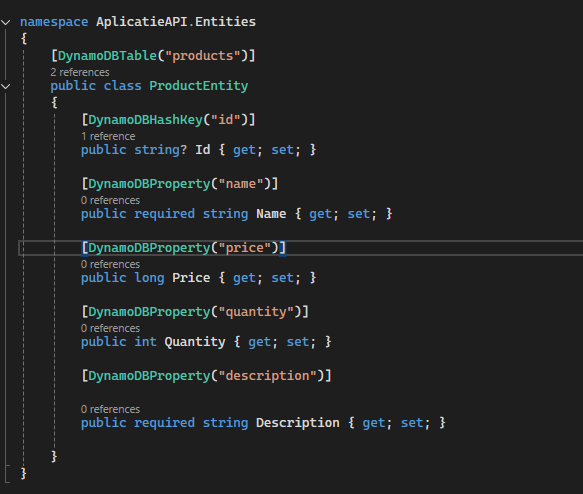 namespace AplicatieAPI.Entities
{
[DynamoDBTable("products")]
2 references
public class ProductEntity
{
[DynamoDBHashKey("id")]
1 reference
public string? Id { get; set; }
[DynamoDBProperty("name")]
0 references
public required string Name { get; set; }
[DynamoDBProperty("price")]
0 references
public long Price { get; set; }
[DynamoDBProperty("quantity")]
0 references
public int Quantity { get; set; }
[DynamoDBProperty("description")]
0 references
public required string Description { get; set; }
}
}